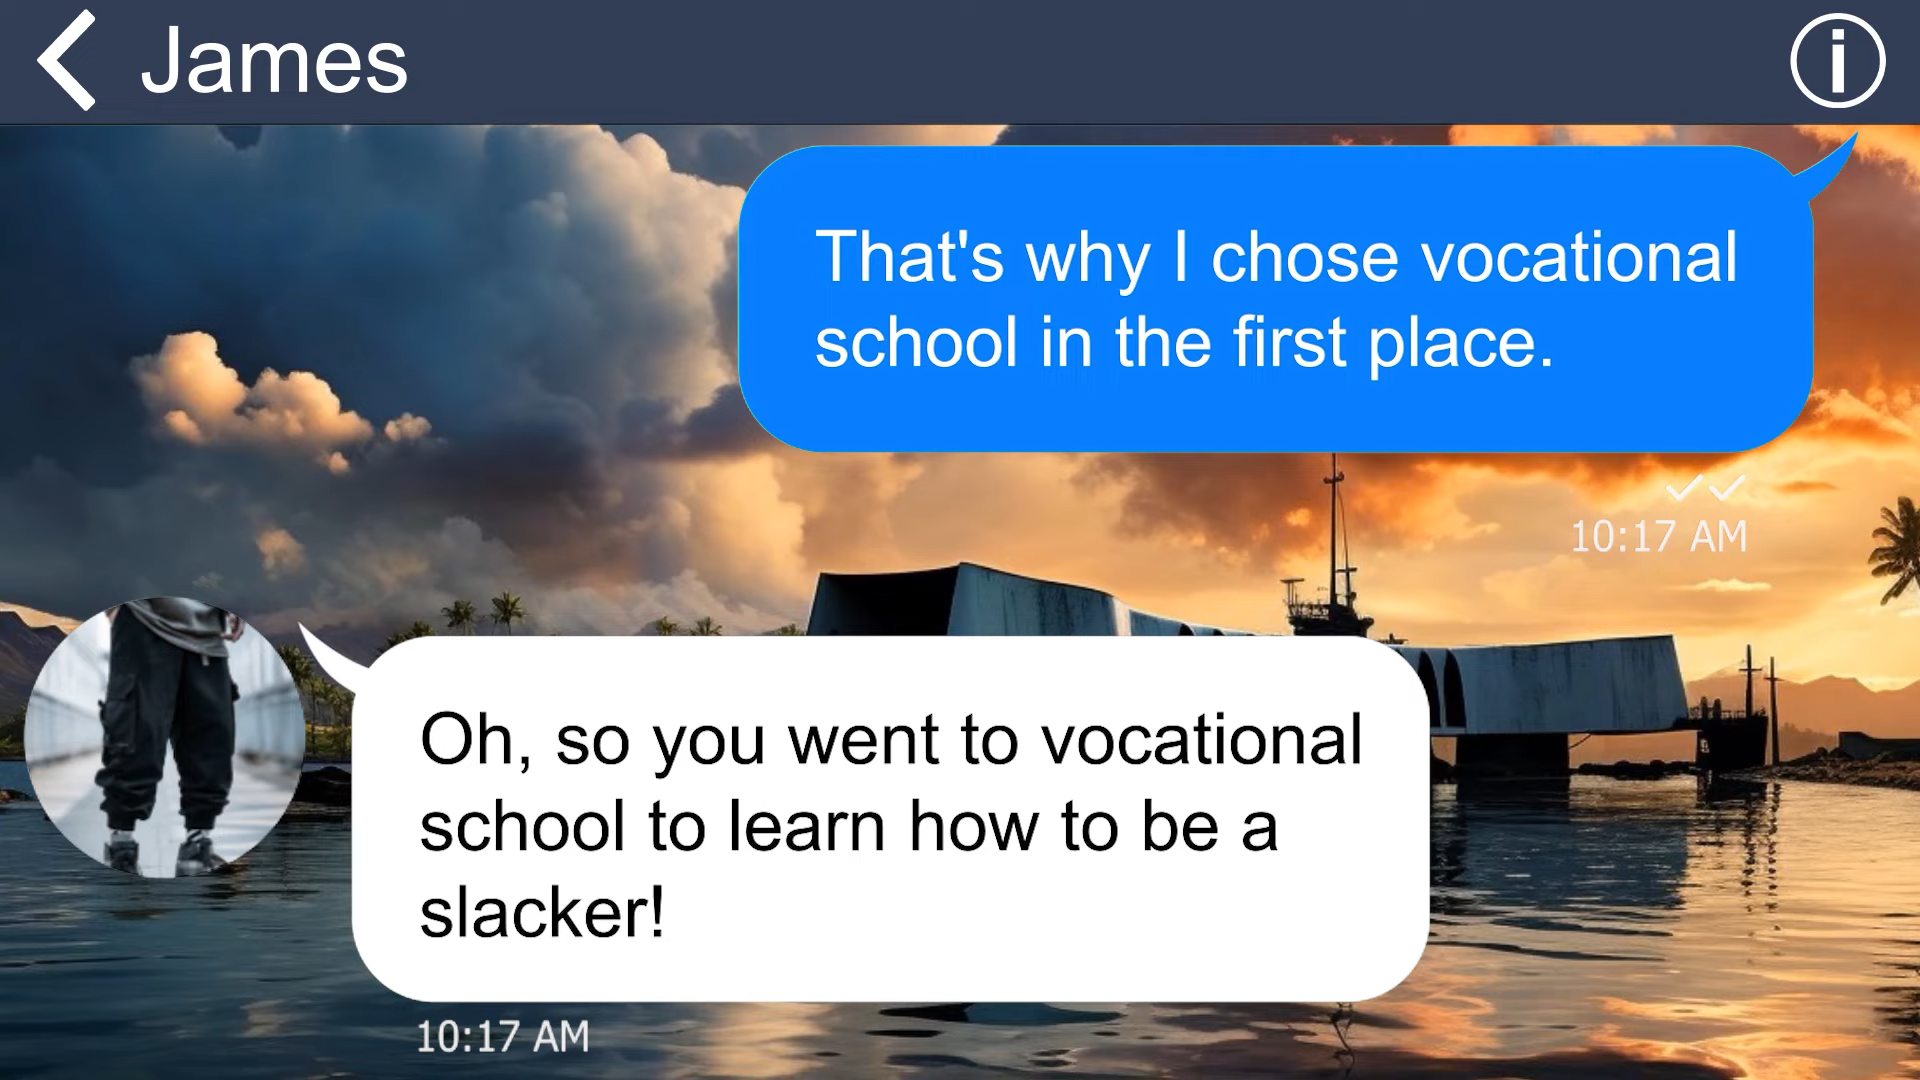 James
That's why I chose vocational
school in the first place.
10:17 AM
Oh, so you went to vocational
school to learn how to be a
slacker!
10:17 AM